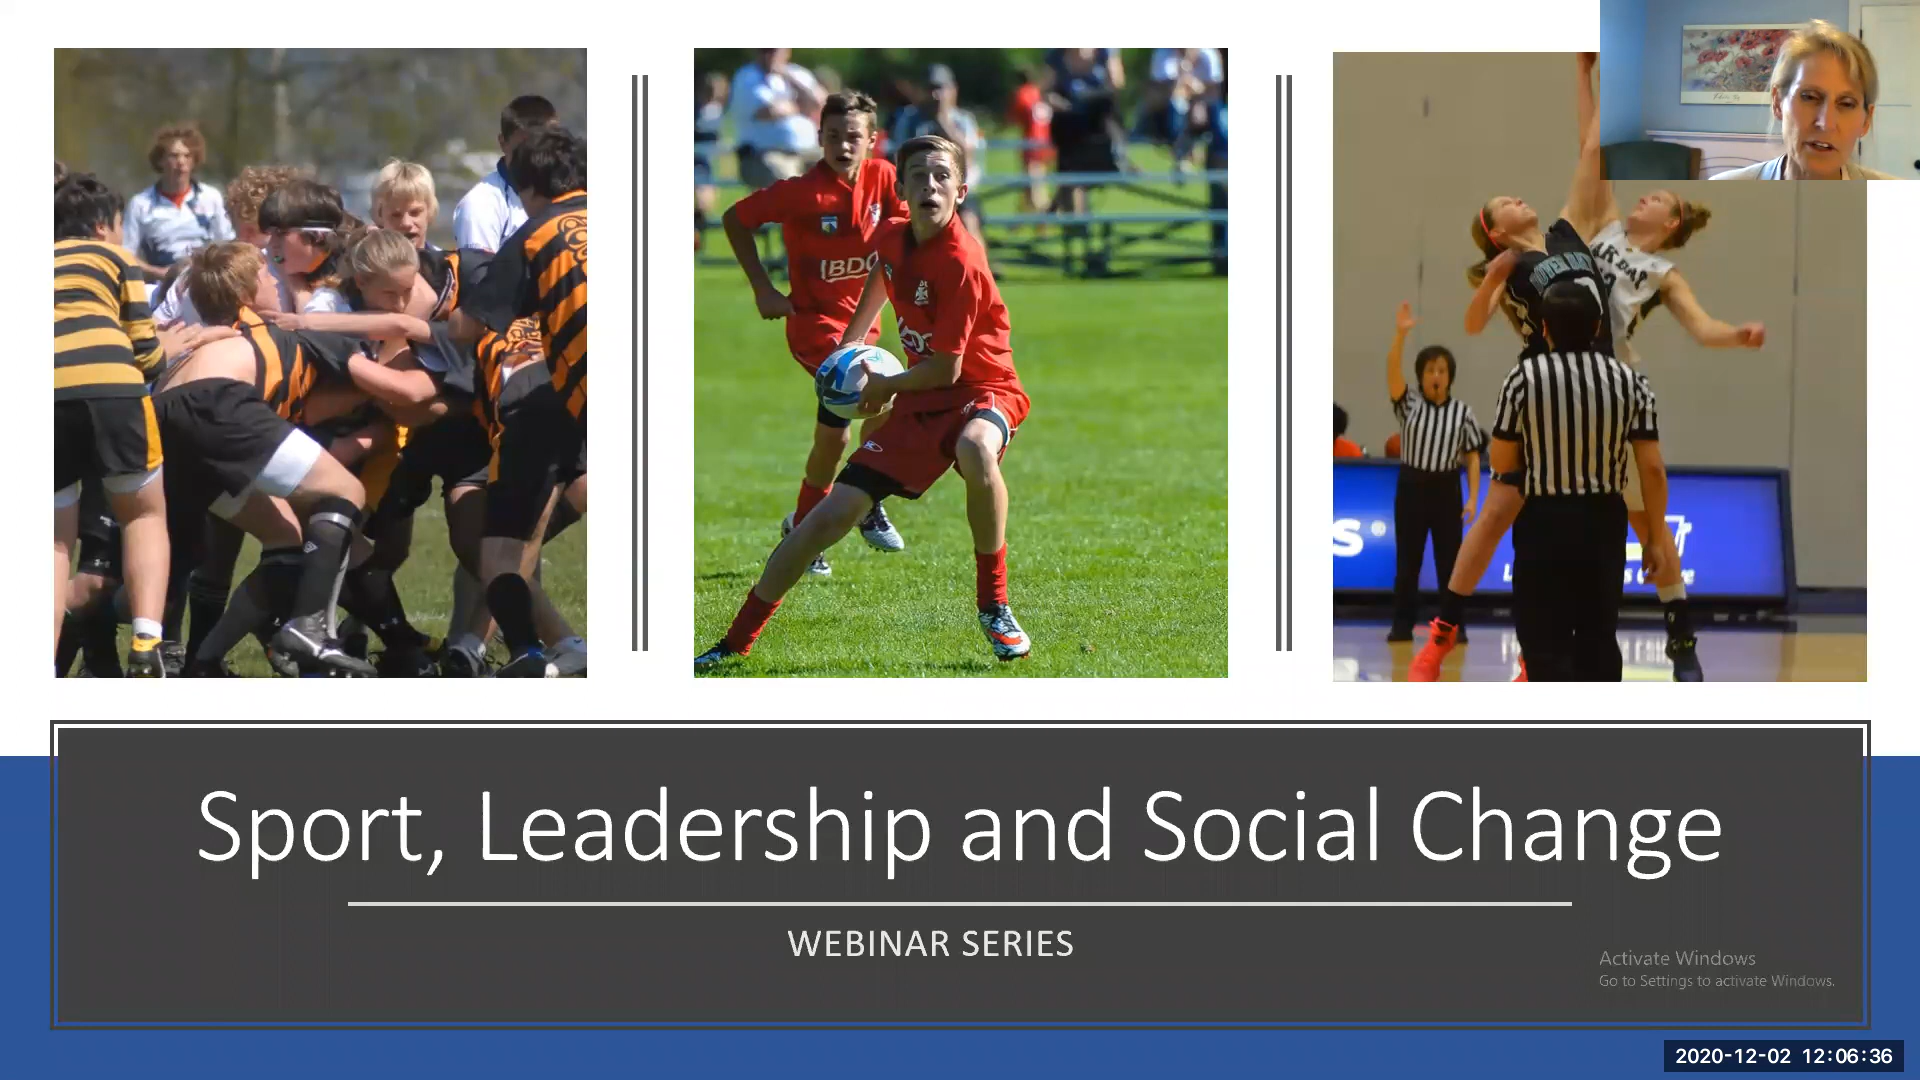 IBDO
s®
Sport, Leadership and Social Change
WEBINAR SERIES
Activate Windows
Go to Settings to activate Windows.
2020-12-02 12:06:36